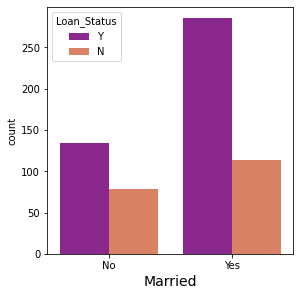 Loan_Status
Y
N
250
200
150
100
50
0
count
No Yes
Married